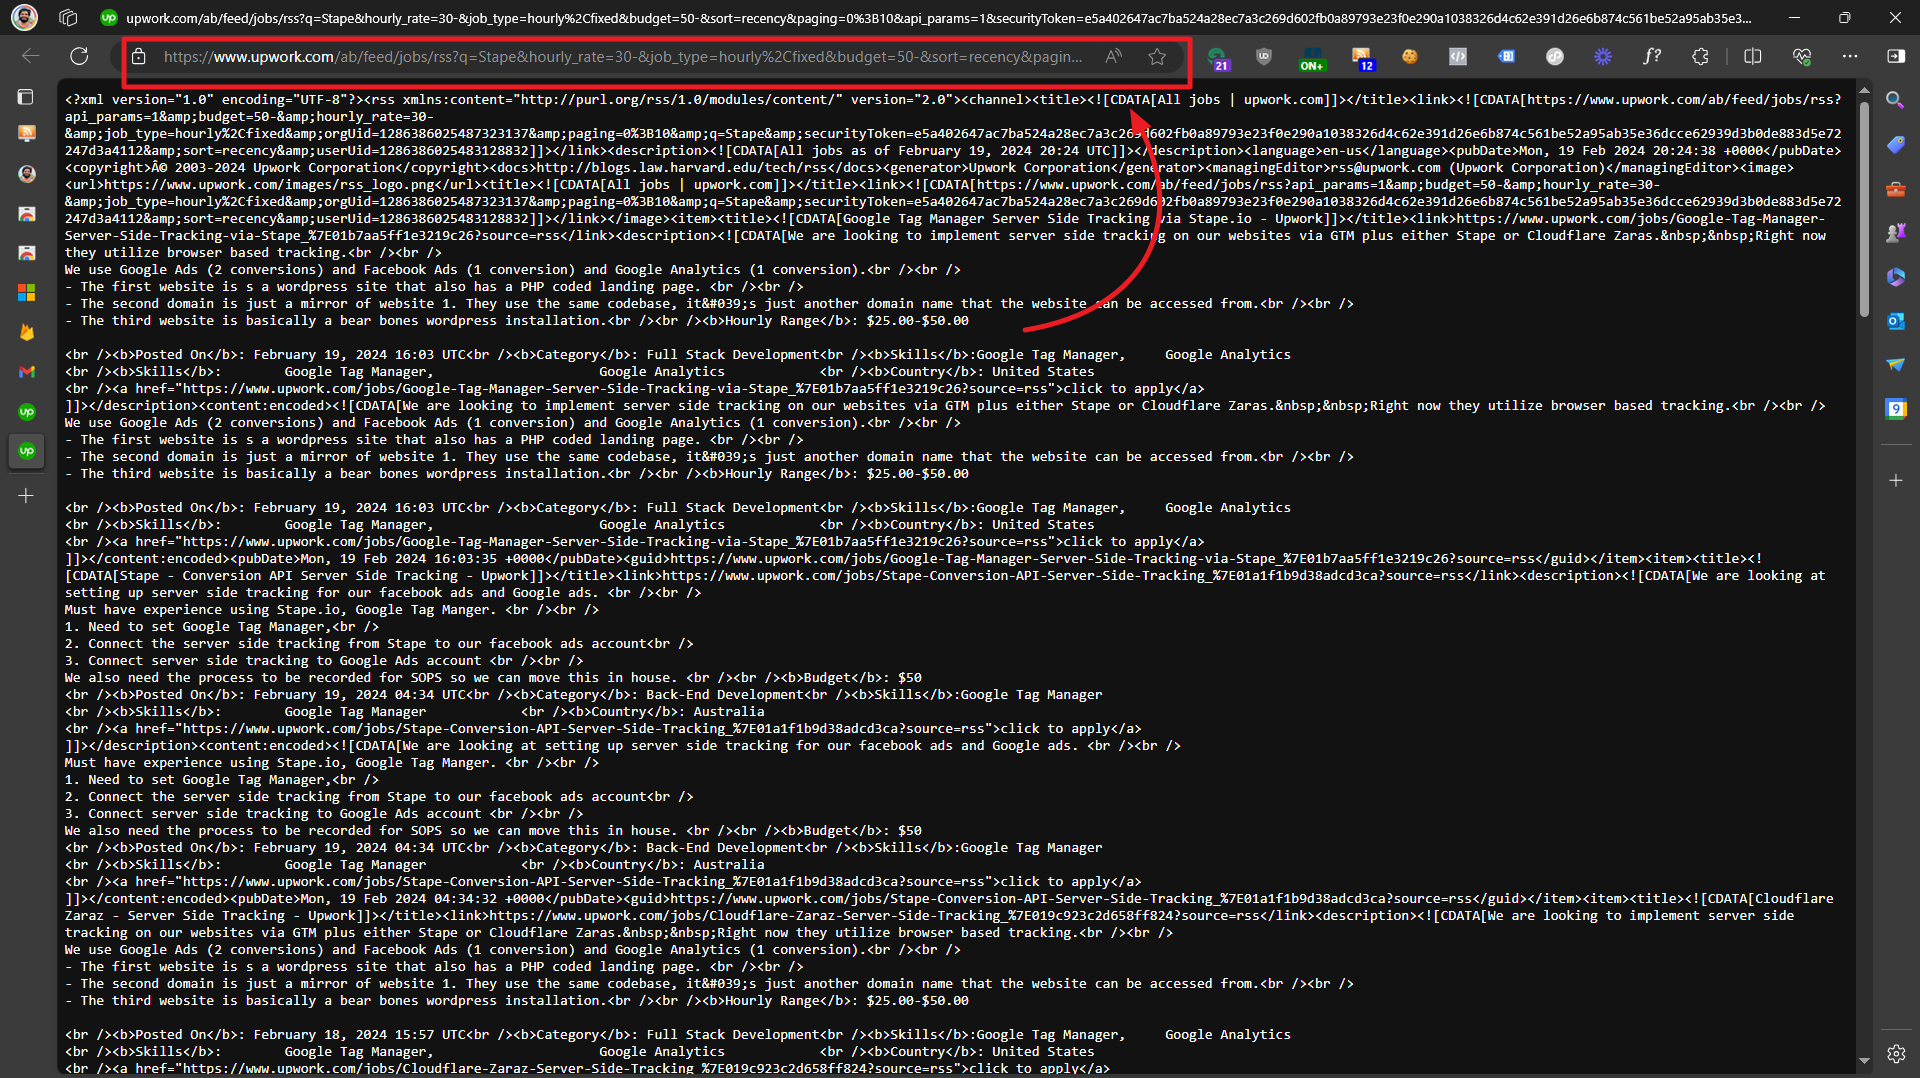 upwork.com/ab/feed/jobs/rss?q=Stape&hourly_rate=30-&job_type=hourly%2Cfixed&budget=50-&sort=recency&paging=0%3B10&api_params=1&securityToken=e5a402647ac7ba524a28ec7a3c269d602fb0a89793e23f0e290a1038326d4c62e391d26e6b874c561be52a95ab35e3...
https://www.upwork.com/ab/feed/jobs/rss?q=Stape&hourly_rate=30-&job_type=hourly%2Cfixed&budget=50-&sort=recency&pagin...
21
ON+
12
f?
<?xml version="1.0" encoding="UTF-8"?><rss xmlns:content="http://purl.org/rss/1.0/modules/content/" version="2.0"><channel><title><![CDATA[All jobs | upwork.com]]></title><link><![CDATA[https://www.upwork.com/ab/feed/jobs/rss?
api_params=1&amp;budget=50-&amp;hourly_rate=30-
&amp;job_type=hourly%2Cfixed&amp;orgUid=1286386025487323137&amp;paging=0%3B10&amp;q=Stape&amp;securityToken=e5a402647ac7ba524a28ec7a3c269d602fb0a89793e23f0e290a1038326d4c62e391d26e6b874c561be52a95ab35e36dcce62939d3b0de883d5e72
247d3a4112&amp;sort=recency&amp;userUid=1286386025483128832]]></link><description><![CDATA[All jobs as of February 19, 2024 20:24 UTC]]></description><language>en-us</language><pubDate>Mon, 19 Feb 2024 20:24:38 +0000</pubDate>
<copyright>Â© 2003-2024 Upwork Corporation</copyright><docs>http://blogs.law.harvard.edu/tech/rss</docs><generator>Upwork Corporation</generator><managingEditor>rss@upwork.com (Upwork Corporation)</managingEditor><image>
<url>https://www.upwork.com/images/rss_logo.png</url><title><![CDATA[All jobs | upwork.com]]></title><link><![CDATA[https://www.upwork.com/ab/feed/jobs/rss?api_params=1&amp;budget=50-&amp;hourly_rate=30-
&amp;job_type=hourly%2Cfixed&amp;orgUid=1286386025487323137&amp;paging=0%3B10&amp;q=Stape&amp;securityToken=e5a402647ac7ba524a28ec7a3c269d602fb0a89793e23f0e290a1038326d4c62e391d26e6b874c561be52a95ab35e36dcce62939d3b0de883d5e72
247d3a4112&amp;sort=recency&amp;userUid=1286386025483128832]]></link></image><item><title><![CDATA[Google Tag Manager Server Side Tracking via Stape.io - Upwork]]></title><link>https://www.upwork.com/jobs/Google-Tag-Manager-
Server-Side-Tracking-via-Stape_%7E01b7aa5ff1e3219c26?source=rss</link><description><![CDATA[We are looking to implement server side tracking on our websites via GTM plus either Stape or Cloudflare Zaras.&nbsp;&nbsp;Right now
they utilize browser based tracking.<br /><br />
We use Google Ads (2 conversions) and Facebook Ads (1 conversion) and Google Analytics (1 conversion).<br /><br />
- The first website is s a wordpress site that also has a PHP coded landing page. <br /><br />
- The second domain is just a mirror of website 1. They use the same codebase, it&#039;s just another domain name that the website can be accessed from.<br /><br />
- The third website is basically a bear bones wordpress installation.<br /><br /><b>Hourly Range</b>: $25.00-$50.00
<br /><b>Posted On</b>: February 19, 2024 16:03 UTC<br /><b>Category</b>: Full Stack Development<br /><b>Skills</b>:Google Tag Manager,     Google Analytics
<br /><b>Skills</b>:        Google Tag Manager,                     Google Analytics            <br /><b>Country</b>: United States
<br /><a href="https://www.upwork.com/jobs/Google-Tag-Manager-Server-Side-Tracking-via-Stape_%7E01b7aa5ff1e3219c26?source=rss">click to apply</a>
]]></description><content:encoded><![CDATA[We are looking to implement server side tracking on our websites via GTM plus either Stape or Cloudflare Zaras.&nbsp;&nbsp;Right now they utilize browser based tracking.<br /><br />
We use Google Ads (2 conversions) and Facebook Ads (1 conversion) and Google Analytics (1 conversion).<br /><br />
- The first website is s a wordpress site that also has a PHP coded landing page. <br /><br />
- The second domain is just a mirror of website 1. They use the same codebase, it&#039;s just another domain name that the website can be accessed from.<br /><br />
- The third website is basically a bear bones wordpress installation.<br /><br /><b>Hourly Range</b>: $25.00-$50.00
<br /><b>Posted On</b>: February 19, 2024 16:03 UTC<br /><b>Category</b>: Full Stack Development<br /><b>Skills</b>:Google Tag Manager,     Google Analytics
<br /><b>Skills</b>:        Google Tag Manager,                     Google Analytics            <br /><b>Country</b>: United States
<br /><a href="https://www.upwork.com/jobs/Google-Tag-Manager-Server-Side-Tracking-via-Stape_%7E01b7aa5ff1e3219c26?source=rss">click to apply</a>
]]></content:encoded><pubDate>Mon, 19 Feb 2024 16:03:35 +0000</pubDate><guid>https://www.upwork.com/jobs/Google-Tag-Manager-Server-Side-Tracking-via-Stape_%7E01b7aa5ff1e3219c26?source=rss</guid></item><item><title><!
[CDATA[Stape - Conversion API Server Side Tracking - Upwork]]></title><link>https://www.upwork.com/jobs/Stape-Conversion-API-Server-Side-Tracking_%7E01a1f1b9d38adcd3ca?source=rss</link><description><![CDATA[We are looking at
setting up server side tracking for our facebook ads and Google ads. <br /><br />
Must have experience using Stape.io, Google Tag Manger. <br /><br />
1. Need to set Google Tag Manager,<br />
2. Connect the server side tracking from Stape to our facebook ads account<br />
3. Connect server side tracking to Google Ads account <br /><br />
We also need the process to be recorded for SOPS so we can move this in house. <br /><br /><b>Budget</b>: $50
<br /><b>Posted On</b>: February 19, 2024 04:34 UTC<br /><b>Category</b>: Back-End Development<br /><b>Skills</b>:Google Tag Manager
<br /><b>Skills</b>:        Google Tag Manager            <br /><b>Country</b>: Australia
<br /><a href="https://www.upwork.com/jobs/Stape-Conversion-API-Server-Side-Tracking_%7E01a1f1b9d38adcd3ca?source=rss">click to apply</a>
]]></description><content:encoded><![CDATA[We are looking at setting up server side tracking for our facebook ads and Google ads. <br /><br />
Must have experience using Stape.io, Google Tag Manger. <br /><br />
1. Need to set Google Tag Manager,<br />
2. Connect the server side tracking from Stape to our facebook ads account<br />
3. Connect server side tracking to Google Ads account <br /><br />
We also need the process to be recorded for SOPS so we can move this in house. <br /><br /><b>Budget</b>: $50
<br /><b>Posted On</b>: February 19, 2024 04:34 UTC<br /><b>Category</b>: Back-End Development<br /><b>Skills</b>:Google Tag Manager
<br /><b>Skills</b>:        Google Tag Manager            <br /><b>Country</b>: Australia
<br /><a href="https://www.upwork.com/jobs/Stape-Conversion-API-Server-Side-Tracking_%7E01a1f1b9d38adcd3ca?source=rss">click to apply</a>
]]></content:encoded><pubDate>Mon, 19 Feb 2024 04:34:32 +0000</pubDate><guid>https://www.upwork.com/jobs/Stape-Conversion-API-Server-Side-Tracking_%7E01a1f1b9d38adcd3ca?source=rss</guid></item><item><title><![CDATA[Cloudflare
Zaraz - Server Side Tracking - Upwork]]></title><link>https://www.upwork.com/jobs/Cloudflare-Zaraz-Server-Side-Tracking_%7E019c923c2d658ff824?source=rss</link><description><![CDATA[We are looking to implement server side
tracking on our websites via GTM plus either Stape or Cloudflare Zaras.&nbsp;&nbsp;Right now they utilize browser based tracking.<br /><br />
We use Google Ads (2 conversions) and Facebook Ads (1 conversion) and Google Analytics (1 conversion).<br /><br />
- The first website is s a wordpress site that also has a PHP coded landing page. <br /><br />
- The second domain is just a mirror of website 1. They use the same codebase, it&#039;s just another domain name that the website can be accessed from.<br /><br />
- The third website is basically a bear bones wordpress installation.<br /><br /><b>Hourly Range</b>: $25.00-$50.00
<br /><b>Posted On</b>: February 18, 2024 15:57 UTC<br /><b>Category</b>: Full Stack Development<br /><b>Skills</b>:Google Tag Manager,     Google Analytics
<br /><b>Skills</b>:        Google Tag Manager,                     Google Analytics            <br /><b>Country</b>: United States
<br /><a href="https://www.upwork.com/jobs/Cloudflare-Zaraz-Server-Side-Tracking_%7E019c923c2d658ff824?source=rss">click to apply</a>